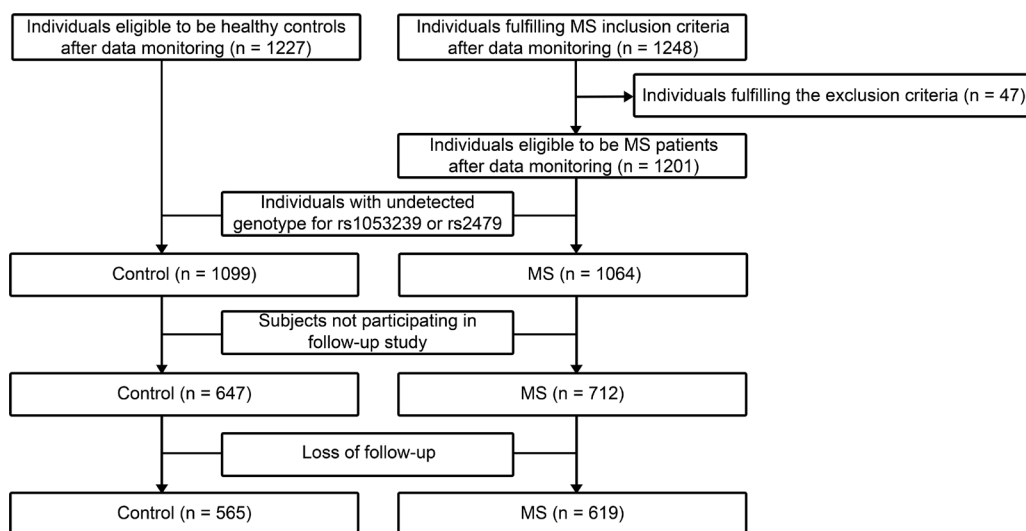 Individuals eligible to be healthy controls
after data monitoring (n = 1227)
Individuals fulfilling MS inclusion criteria
after data monitoring (n = 1248)
Individuals fulfilling the exclusion criteria (n = 47)
Individuals eligible to be MS patients
after data monitoring (n = 1201)
Individuals with undetected
genotype for rs1053239 or rs2479
Control (n = 1099)
MS (n = 1064)
Subjects not participating in
follow-up study
Control (n = 647)
MS (n = 712)
Loss of follow-up
Control (n = 565)
MS (n = 619)